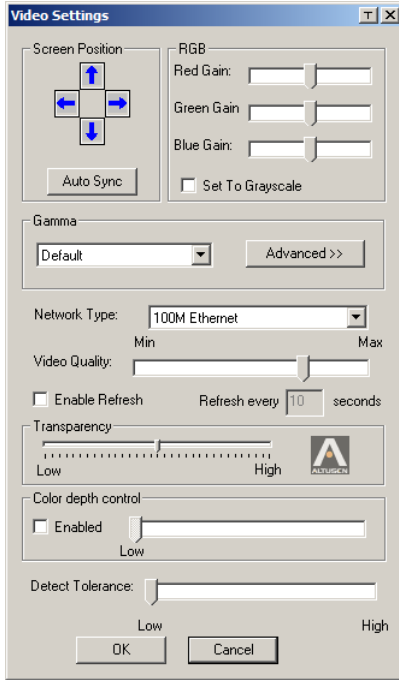 Video Settings
Screen Position
Auto Sync
RGB
Red Gain:
Green Gain
Blue Gain:
Set To Grayscale
Gamma
Default
Advanced >>
Network Type: 100M Ethernet
Min Max
Video Quality:
Enable Refresh Refresh every 10 seconds
Transparency
Low High
ALTUSEN
Color depth control
Enabled
Low
Detect Tolerance:
Low High
OK Cancel